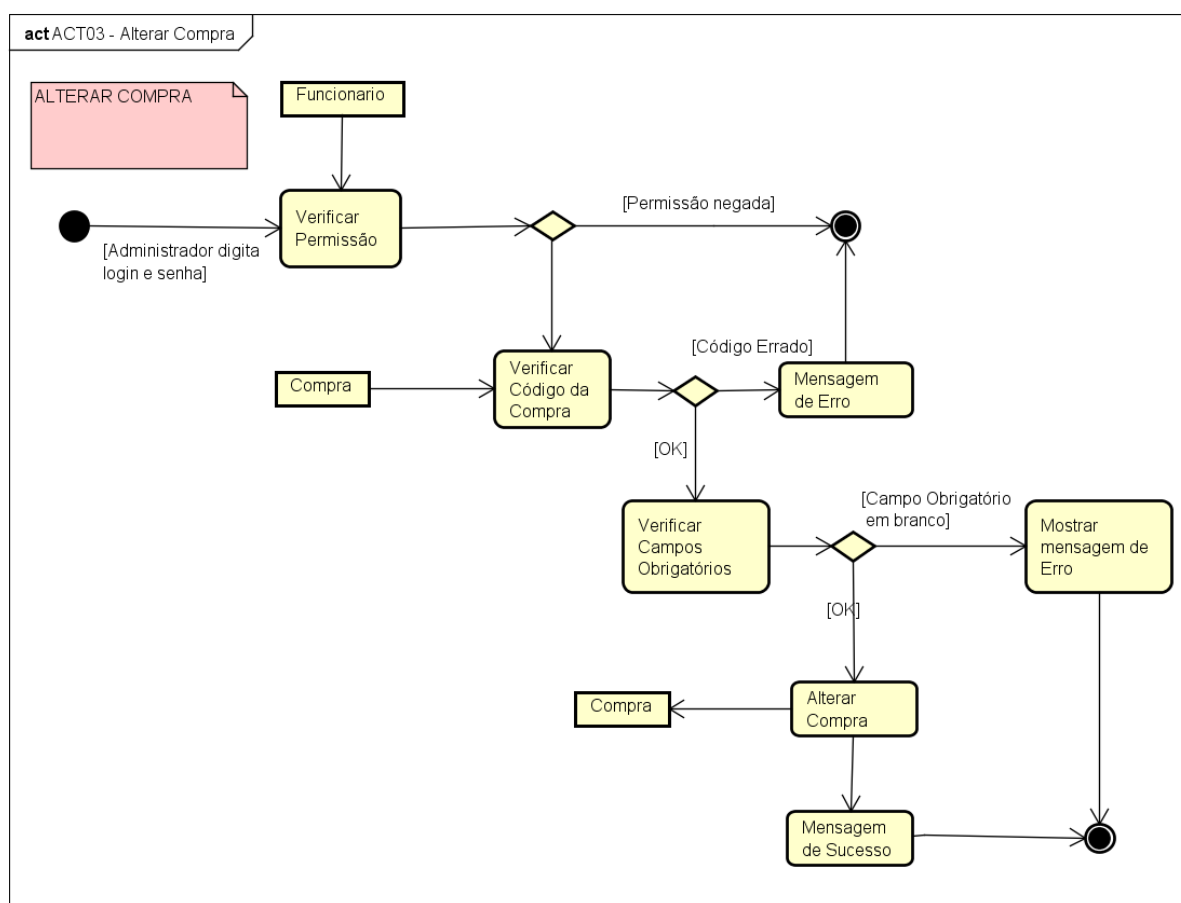 act ACT03 - Alterar Compra
ALTERAR COMPRA
Funcionario
Verificar
Permissão
[Permissão negada]
[Administrador digita
login e senha]
Verificar
Código da
Compra
Compra
[Código Errado]
Mensagem
de Erro
[OK]
Verificar
Campos
Obrigatórios
[Campo Obrigatório
em branco]
Mostrar
mensagem de
Erro
[OK]
Compra
Alterar
Compra
Mensagem
de Sucesso